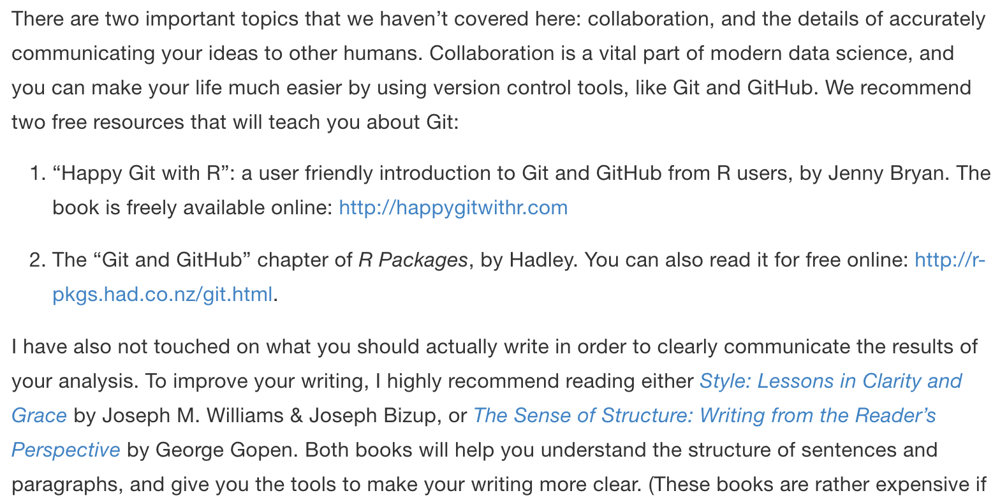 There are two important topics that we haven’t covered here: collaboration, and the details of accurately
communicating your ideas to other humans. Collaboration is a vital part of modern data science, and
you can make your life much easier by using version control tools, like Git and GitHub. We recommend
two free resources that will teach you about Git:
1. “Happy Git with R”: a user friendly introduction to Git and GitHub from R users, by Jenny Bryan. The
book is freely available online: http://happygitwithr.com
2. The “Git and GitHub” chapter of R Packages, by Hadley. You can also read it for free online: http://r-
pkgs.had.co.nz/git.html.
I have also not touched on what you should actually write in order to clearly communicate the results of
your analysis. To improve your writing, I highly recommend reading either Style: Lessons in Clarity and
Grace by Joseph M. Williams & Joseph Bizup, or The Sense of Structure: Writing from the Reader’s
Perspective by George Gopen. Both books will help you understand the structure of sentences and
paragraphs, and give you the tools to make your writing more clear. (These books are rather expensive if